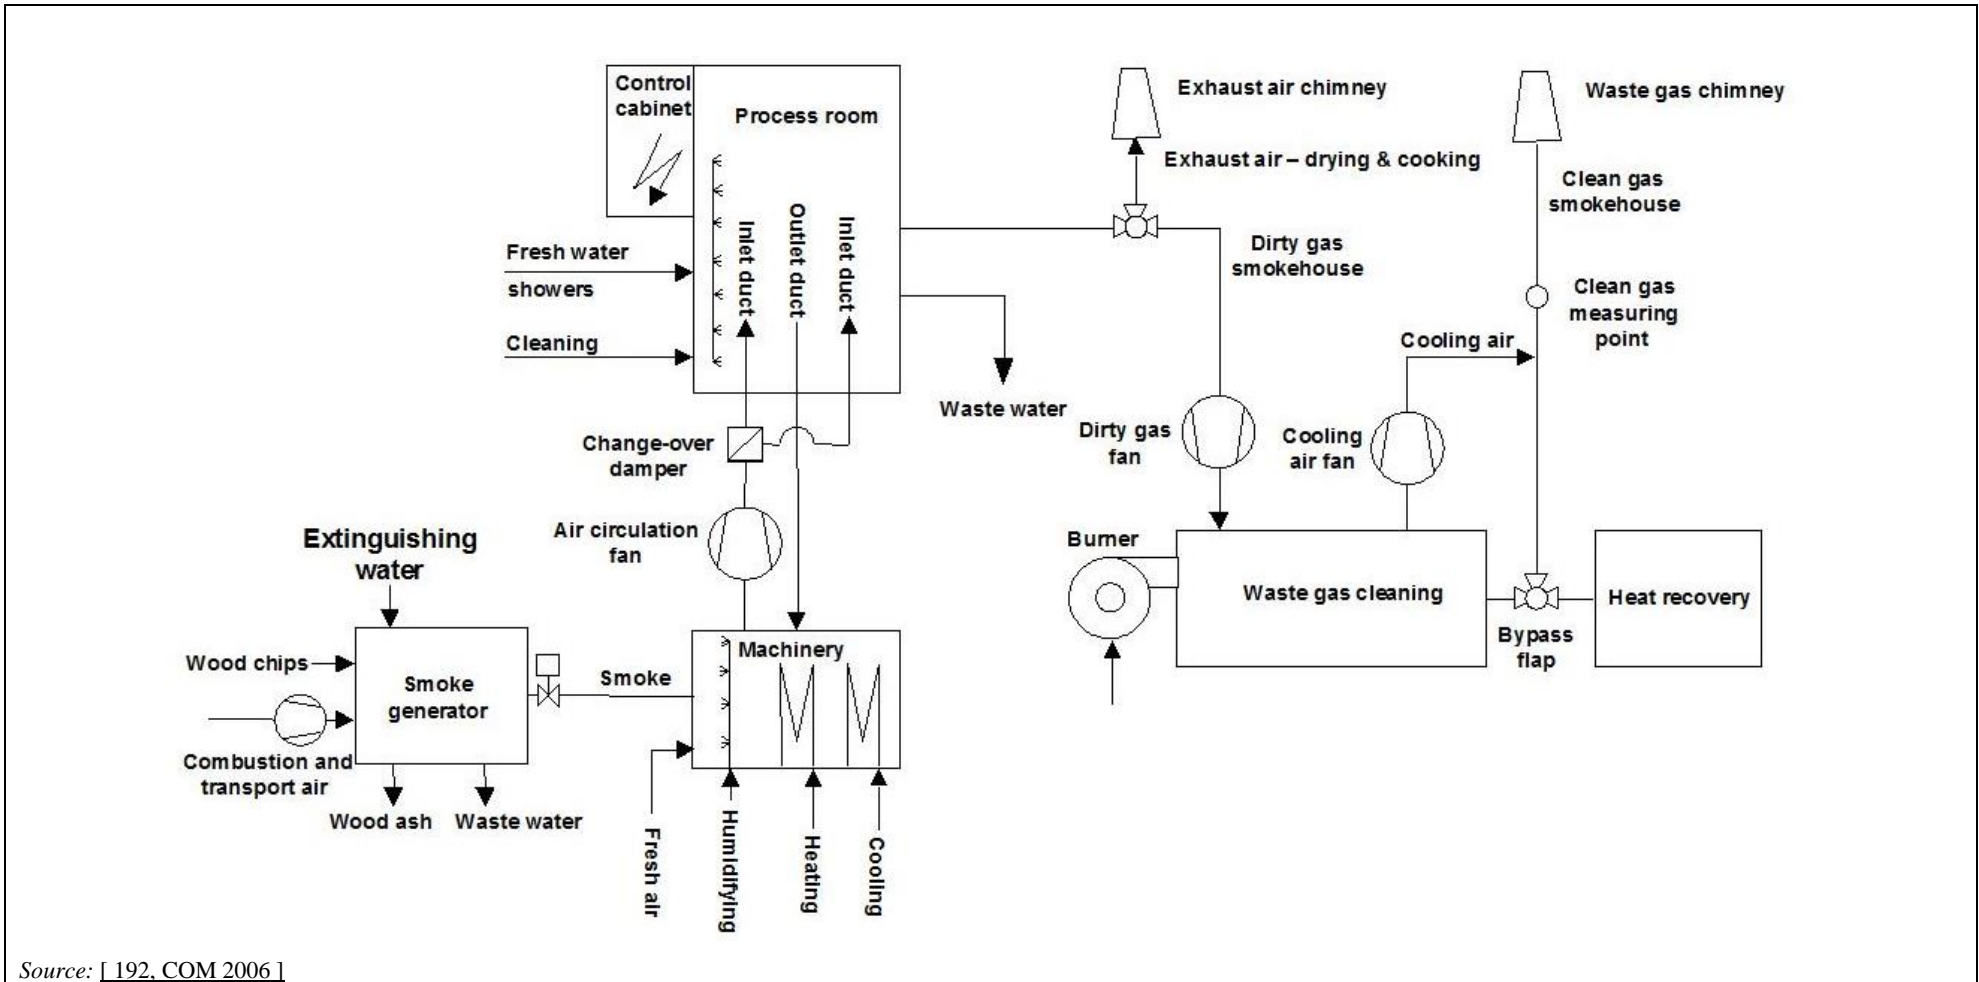 Control
cabinet
Process room
Inlet duct
Outlet duct
Inlet duct
Fresh water
showers
Cleaning
Exhaust air chimney
Exhaust air – drying & cooking
Waste gas chimney
Clean gas
smokehouse
Dirty gas
smokehouse
Clean gas
measuring
point
Cooling air
Waste water
Change-over
damper
Dirty gas
fan
Cooling
air fan
Air circulation
fan
Extinguishing
water
Burner
Waste gas cleaning
Heat recovery
Bypass
flap
Wood chips
Smoke
generator
Smoke
Machinery
Combustion and
transport air
Wood ash
Waste water
Fresh air
Humidifying
Heating
Cooling
Source: [ 192, COM 2006 ]